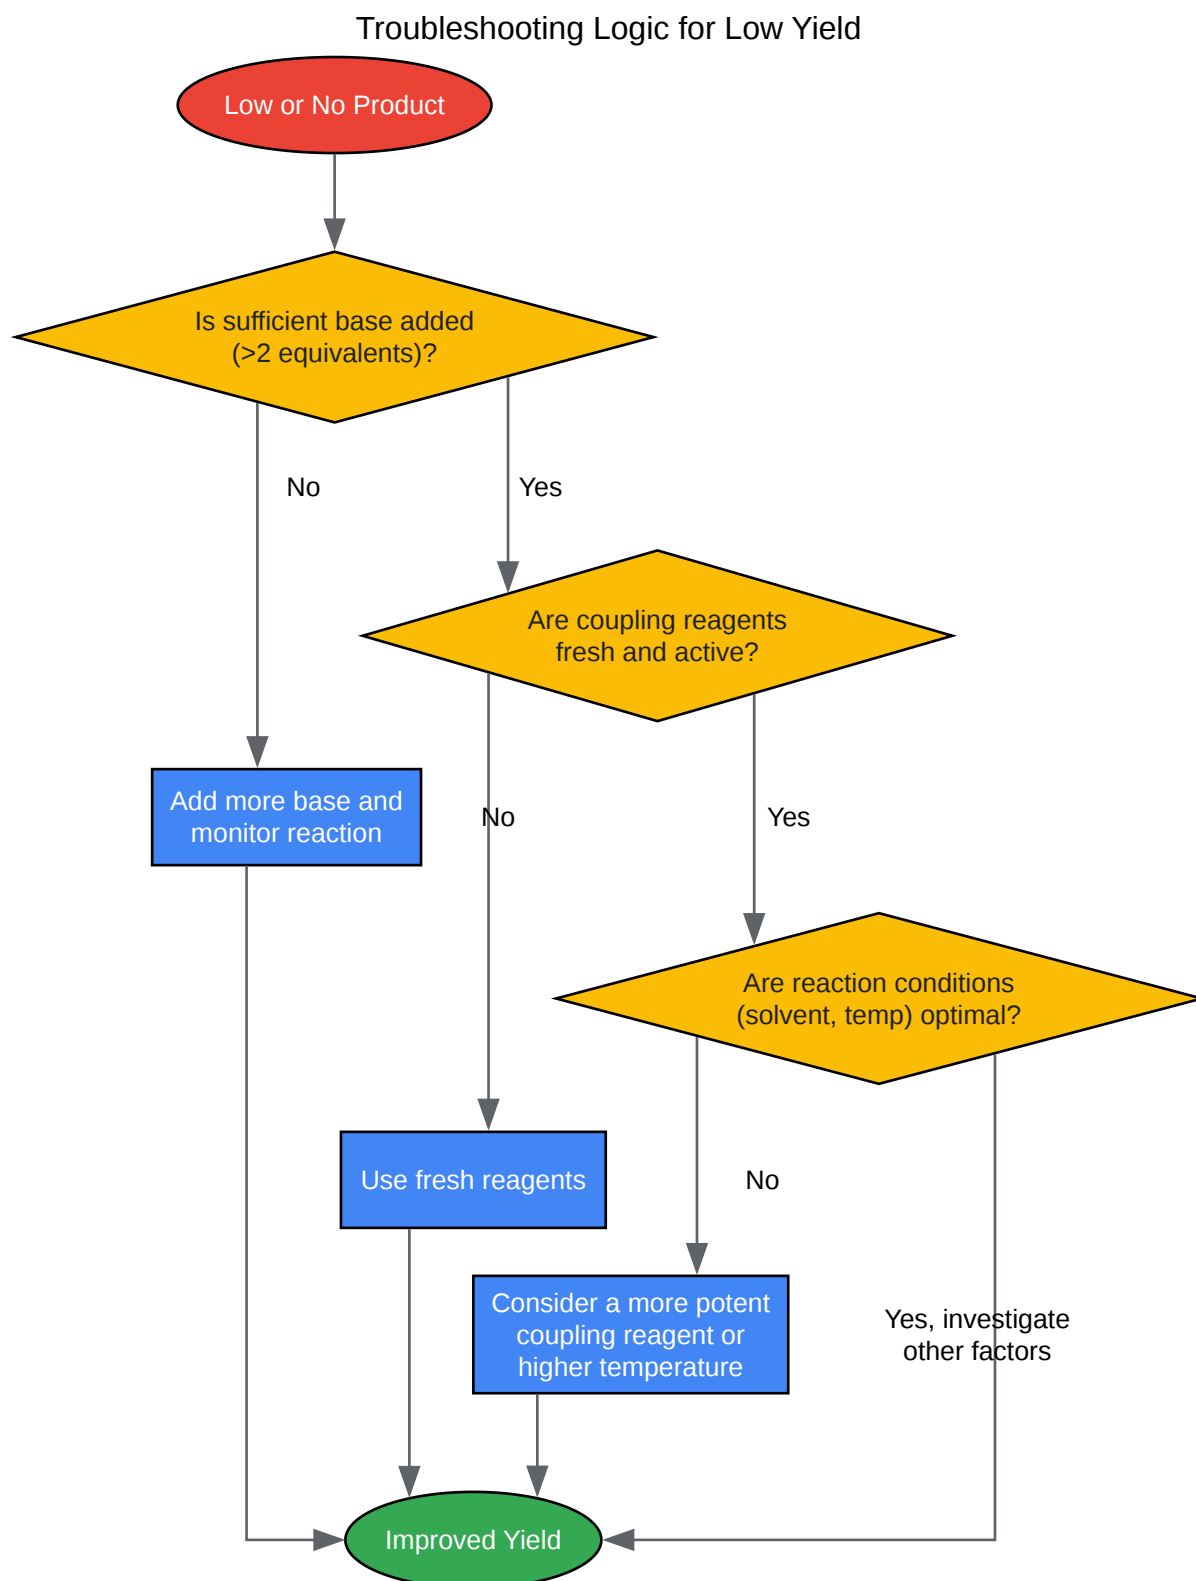 Troubleshooting Logic for Low Yield
Low or No Product
Is sufficient base added
(>2 equivalents)?
No
Yes
Are coupling reagents
fresh and active?
Add more base and
monitor reaction
No
Yes
Are reaction conditions
(solvent, temp) optimal?
Use fresh reagents
No
Consider a more potent
coupling reagent or
higher temperature
Yes, investigate
other factors
Improved Yield